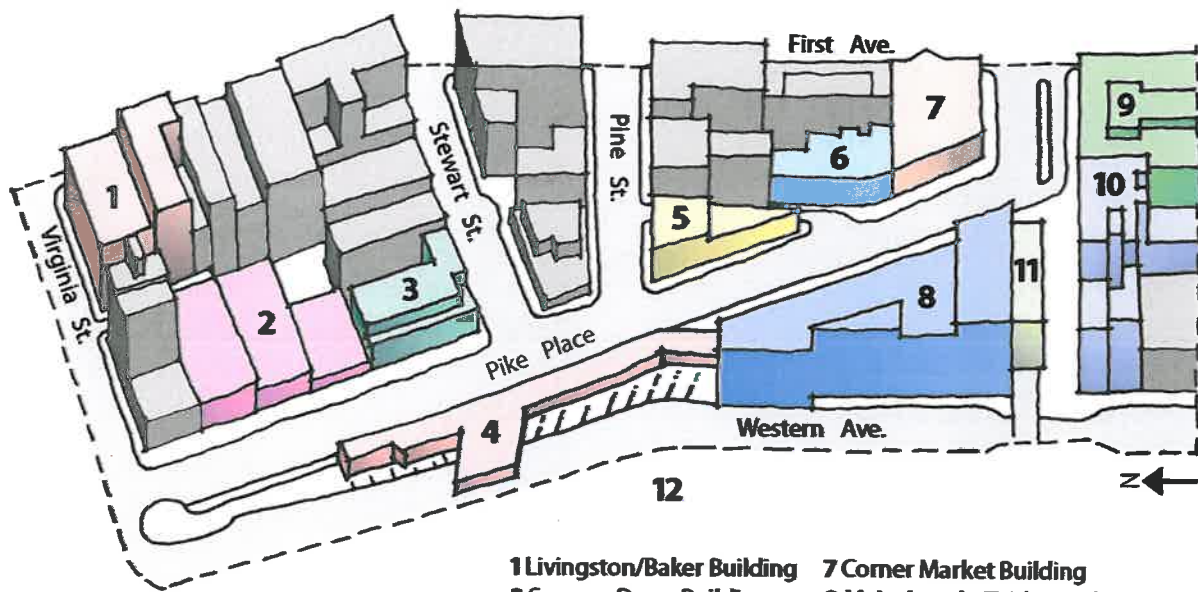 First Ave.
7
9
Stewart St.
Pine St.
6
10
1
5
Virginia St.
11
3
8
2
Pike Place
4
Western Ave.
12
N
1 Livingston/Baker Building 7 Corner Market Building